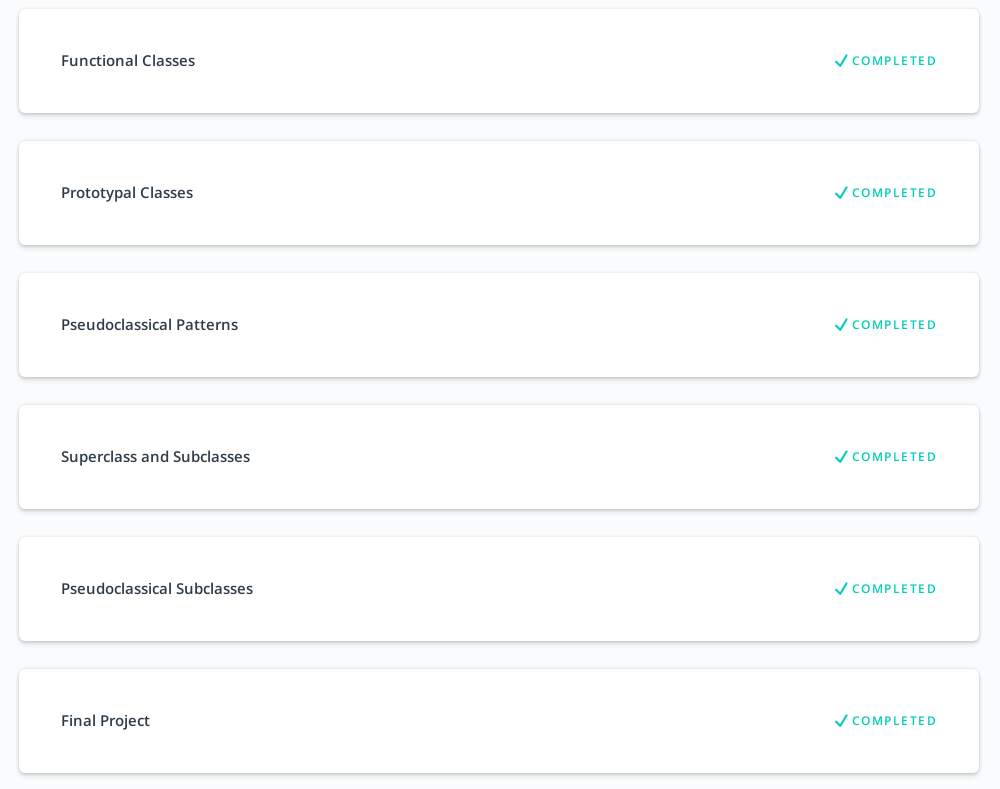 Functional Classes COMPLETED
Prototypal Classes COMPLETED
Pseudoclassical Patterns COMPLETED
Superclass and Subclasses COMPLETED
Pseudoclassical Subclasses COMPLETED
Final Project COMPLETED